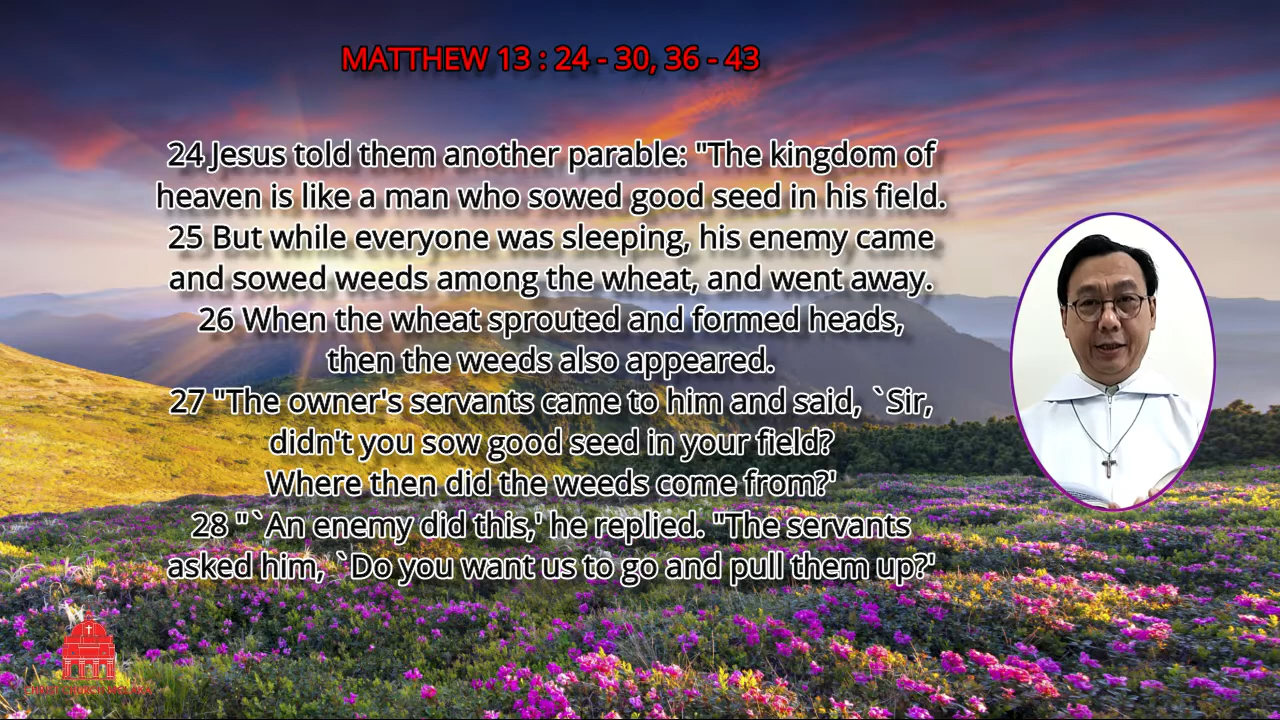 MATTHEW 13 : 24 - 30, 36 - 43
24 Jesus told them another parable: "The kingdom of
heaven is like a man who sowed good seed in his field.
25 But while everyone was sleeping, his enemy came
and sowed weeds among the wheat, and went away.
26 When the wheat sprouted and formed heads,
then the weeds also appeared.
27 "The owner's servants came to him and said, `Sir,
didn't you sow good seed in your field?
Where then did the weeds come from?'
28 "`An enemy did this,' he replied. "The servants
asked him, `Do you want us to go and pull them up?'
CHRIST CHURCH